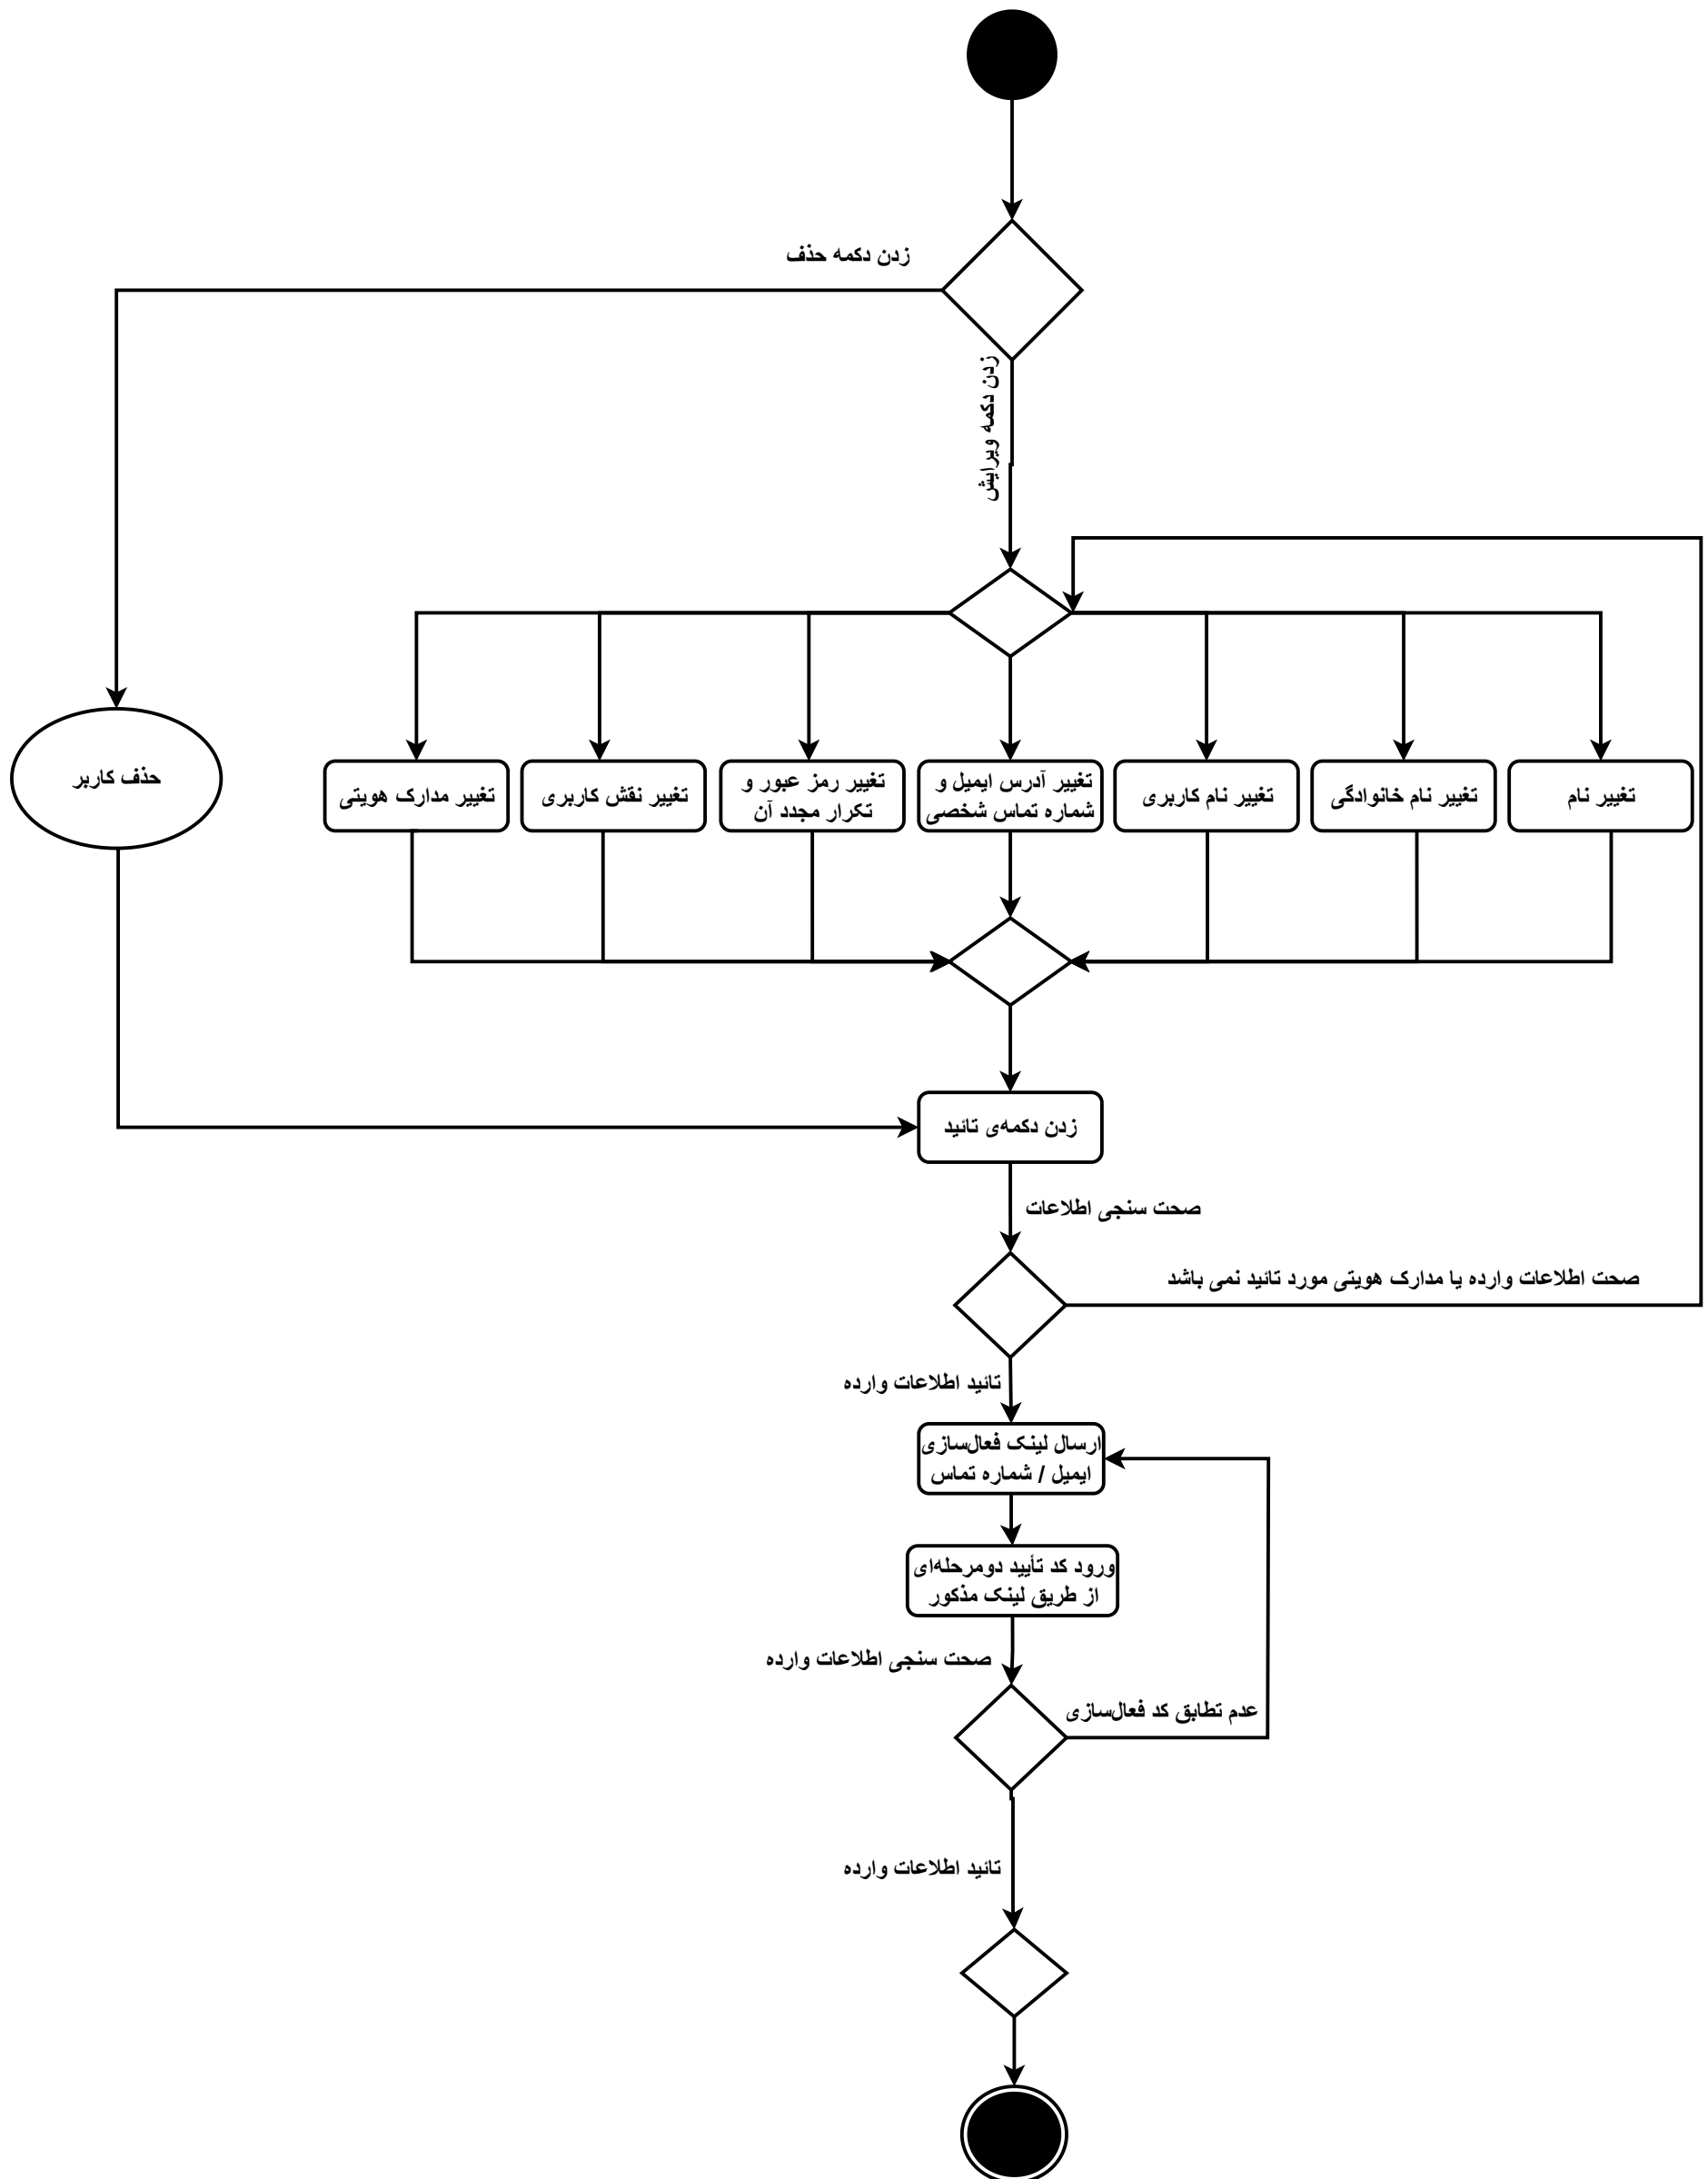 زدن دکمه حذف
زدن دکمه ویرایش
حذف کاربر
تغییر نام
تغییر نام خانوادگی
تغییر نام کاربری
تغییر آدرس ایمیل و
شماره تماس شخصی
تغییر رمز عبور و
تکرار مجدد آن
تغییر نقش کاربری
تغییر مدارک هویتی
زدن دکمه‌ی تائید
صحت سنجی اطلاعات
صحت اطلاعات وارده یا مدارک هویتی مورد تائید نمی باشد
تائید اطلاعات وارده
ارسال لینک فعال‌سازی
ایمیل / شماره تماس
ورود کد تأیید دومرحله‌ای
از طریق لینک مذکور
صحت سنجی اطلاعات وارده
عدم تطابق کد فعال‌سازی
تائید اطلاعات وارده